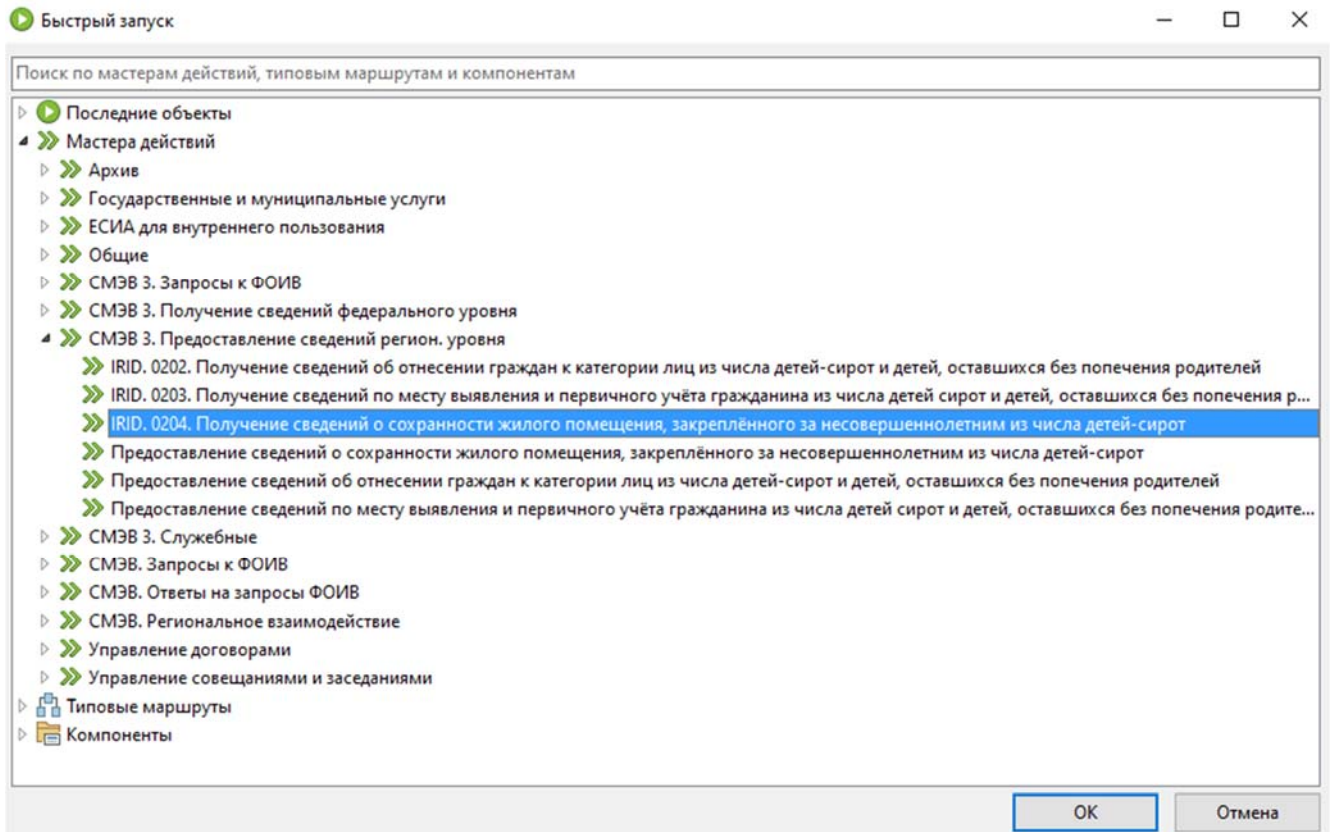 Быстрый запуск
Поиск по мастерам действий, типовым маршрутам и компонентам
Последние объекты
Мастера действий
Архив
Государственные и муниципальные услуги
ЕСИА для внутреннего пользования
Общие
СМЭВ 3. Запросы к ФОИВ
СМЭВ 3. Получение сведений федерального уровня
СМЭВ 3. Предоставление сведений регион. уровня
IRID. 0202. Получение сведений об отнесении граждан к категории лиц из числа детей-сирот и детей, оставшихся без попечения родителей
IRID. 0203. Получение сведений по месту выявления и первичного учёта гражданина из числа детей сирот и детей, оставшихся без попечения р...
IRID. 0204. Получение сведений о сохранности жилого помещения, закреплённого за несовершеннолетним из числа детей-сирот
Предоставление сведений о сохранности жилого помещения, закреплённого за несовершеннолетним из числа детей-сирот
Предоставление сведений об отнесении граждан к категории лиц из числа детей-сирот и детей, оставшихся без попечения родителей
Предоставление сведений по месту выявления и первичного учёта гражданина из числа детей сирот и детей, оставшихся без попечения родите...
СМЭВ 3. Служебные
СМЭВ. Запросы к ФОИВ
СМЭВ. Ответы на запросы ФОИВ
СМЭВ. Региональное взаимодействие
Управление договорами
Управление совещаниями и заседаниями
Типовые маршруты
Компоненты
ОК Отмена